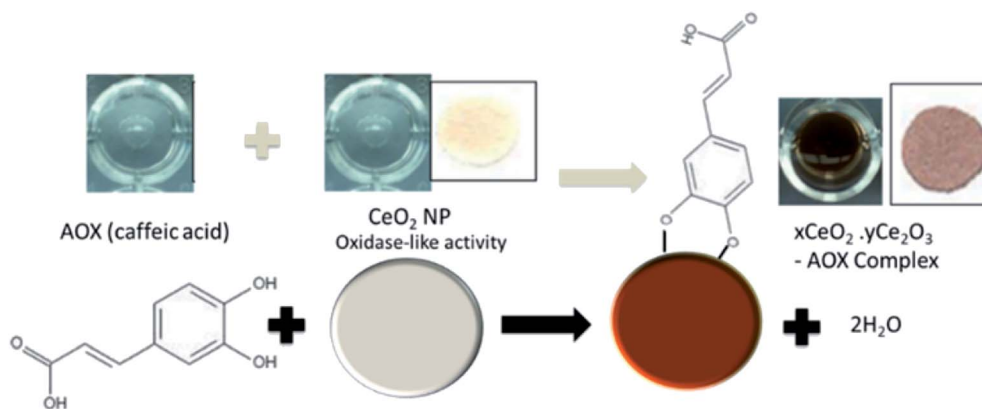 HO
O
AOX (caffeic acid)
CeO₂ NP
Oxidase-like activity
xCeO₂ .yCe₂O₃
- AOX Complex
O
O
OH
OH
O
OH
2H₂O